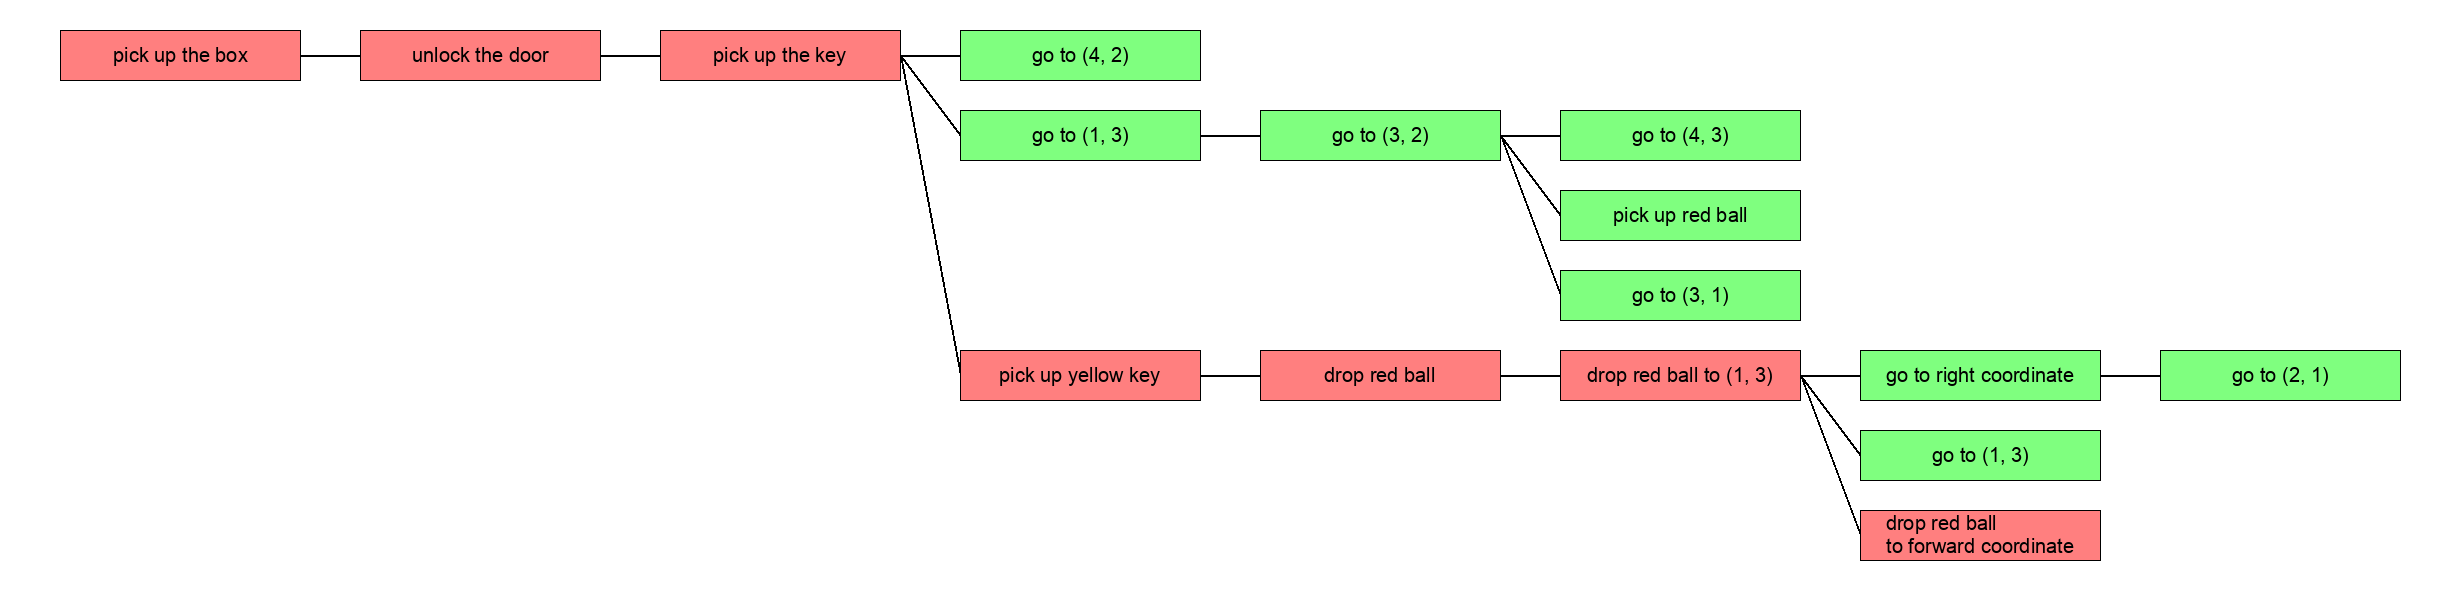 pick up the box
unlock the door
pick up the key
go to (4, 2)
go to (1, 3)
go to (3, 2)
go to (4, 3)
pick up red ball
go to (3, 1)
pick up yellow key
drop red ball
drop red ball to (1, 3)
go to right coordinate
go to (2, 1)
go to (1, 3)
drop red ball
to forward coordinate